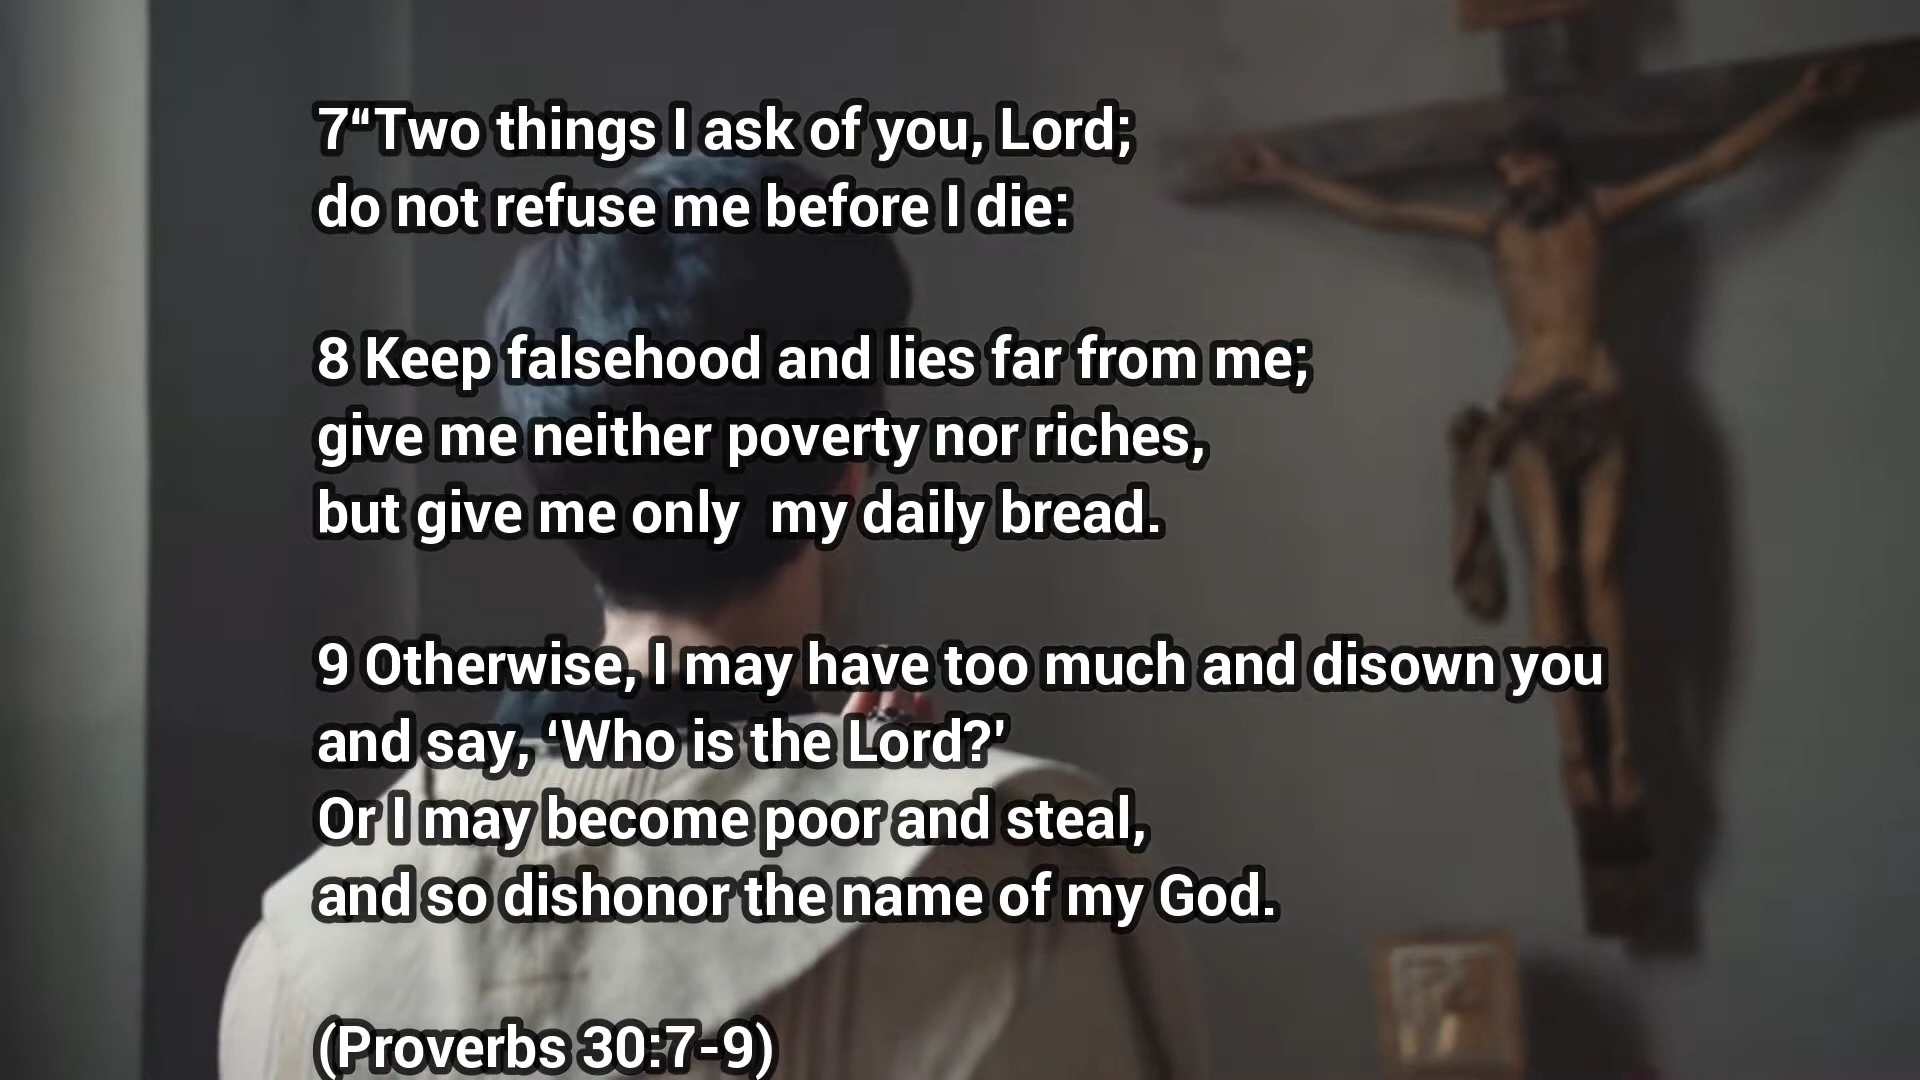 7“Two things I ask of you, Lord;
do not refuse me before I die:
8 Keep falsehood and lies far from me;
give me neither poverty nor riches,
but give me only  my daily bread.
9 Otherwise, I may have too much and disown you
and say, ‘Who is the Lord?’
Or I may become poor and steal,
and so dishonor the name of my God.
(Proverbs 30:7-9)